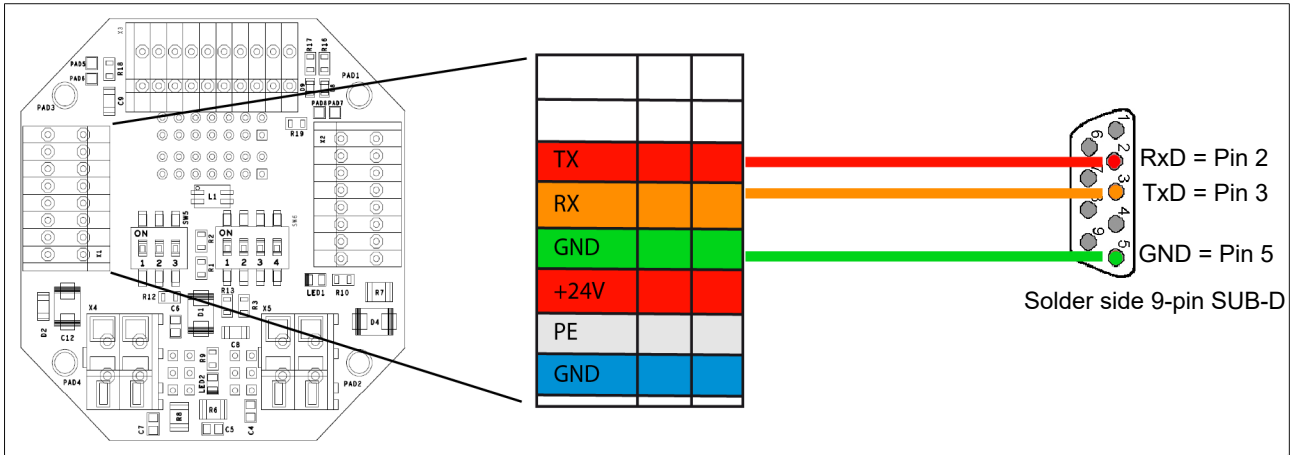 X3
R17
R16
PAD5
PAD6
R18
C9
PAD3
D9
D8
PAD1
PAD8
PAD7
R19
X2
X1
L1
SW5
ON
1 2 3
R2
R1
SW6
ON
1 2 3 4
LED1
R10
R7
R12
R13
R3
C6
D1
D2
C12
X4
X5
C8
D4
R9
LED2
PAD4
PAD2
R8
R6
C7
C5
C4
TX
RX
GND
+24V
PE
GND
1
6
2
7
3
8
4
9
5
RxD = Pin 2
TxD = Pin 3
GND = Pin 5
Solder side 9-pin SUB-D